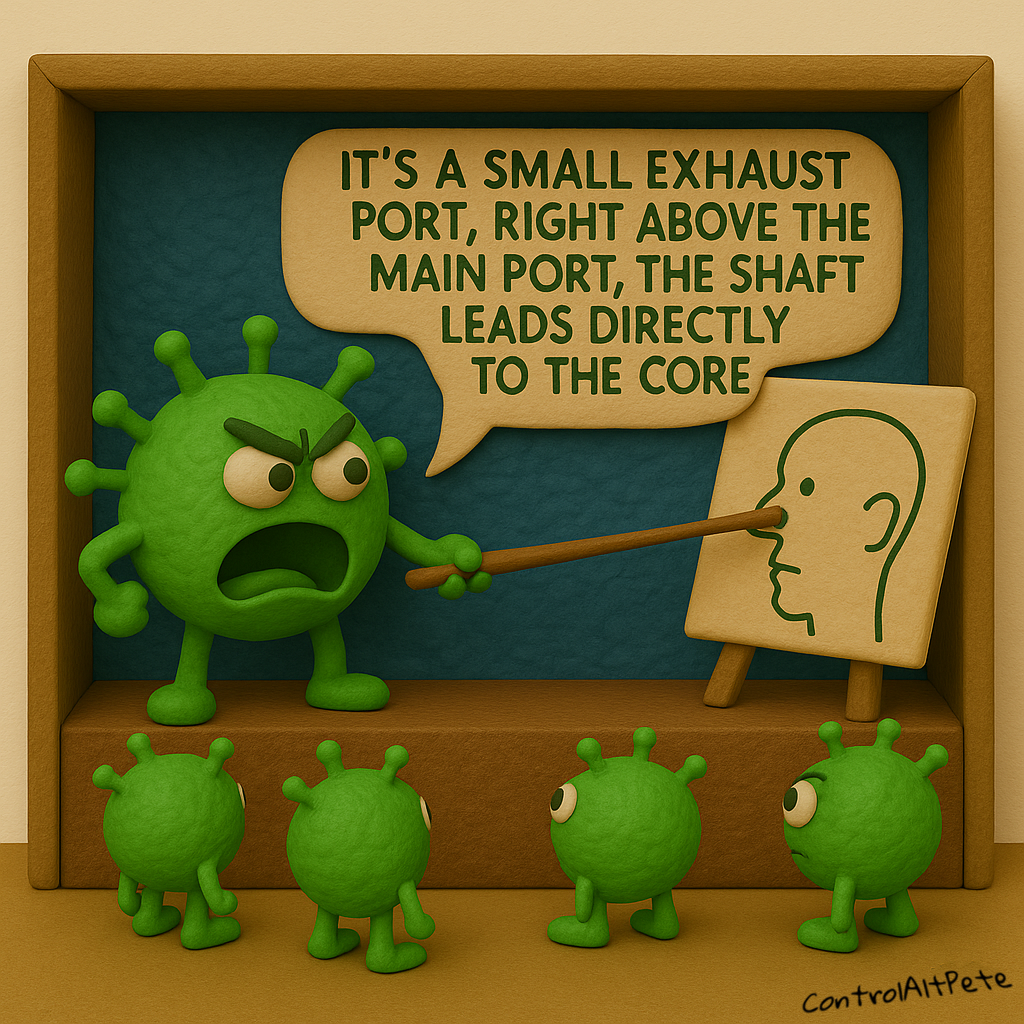 IT'S A SMALL EXHAUST
PORT, RIGHT ABOVE THE
MAIN PORT, THE SHAFT
LEADS DIRECTLY
TO THE CORE
ControlAltPete